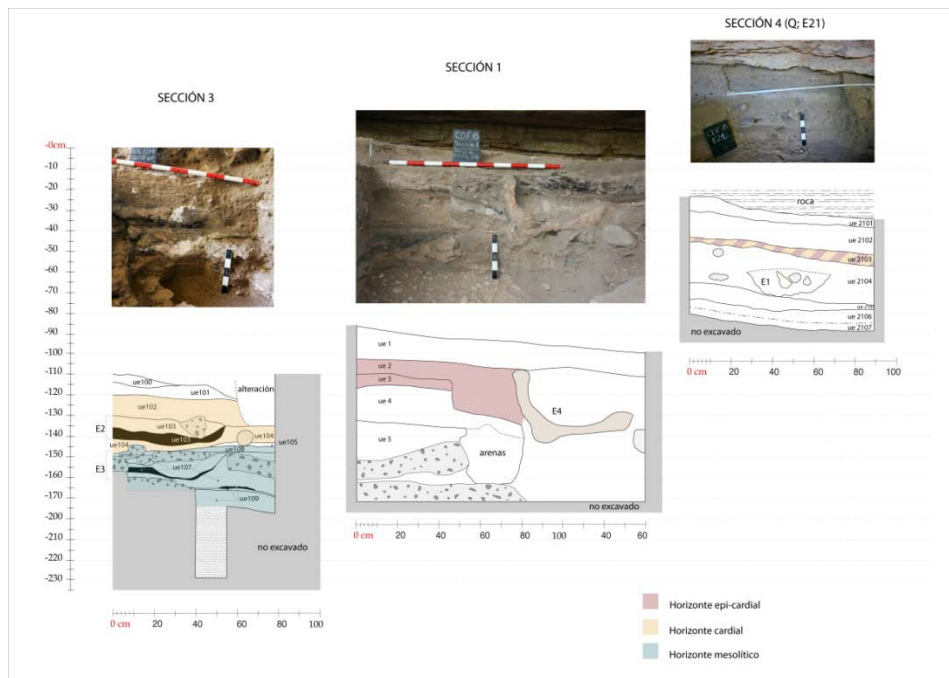 SECCIÓN 4 (Q; E21)
SECCIÓN 1
SECCIÓN 3
-0cm
-10
-20
-30
-40
-50
-60
-70
-80
-90
-100
-110
-120
-130
-140
-150
-160
-170
-180
-190
-200
-210
-220
-230
CDF
roca
ue 2101
ue 2102
ue 2103
ue 2104
E1
ue 2106
ue 2107
no excavado
0 cm 20 40 60 80 100
ue 1
ue 2
ue 3
ue 4
ue 5
E4
arenas
no excavado
0 cm 20 40 60 80 100 60
ue100
ue101
alteración
ue102
E2
ue103
ue103
ue104
ue105
ue104
ue108
E3
ue107
ue109
no excavado
0 cm 20 40 60 80 100
Horizonte epi-cardial
Horizonte cardial
Horizonte mesolítico